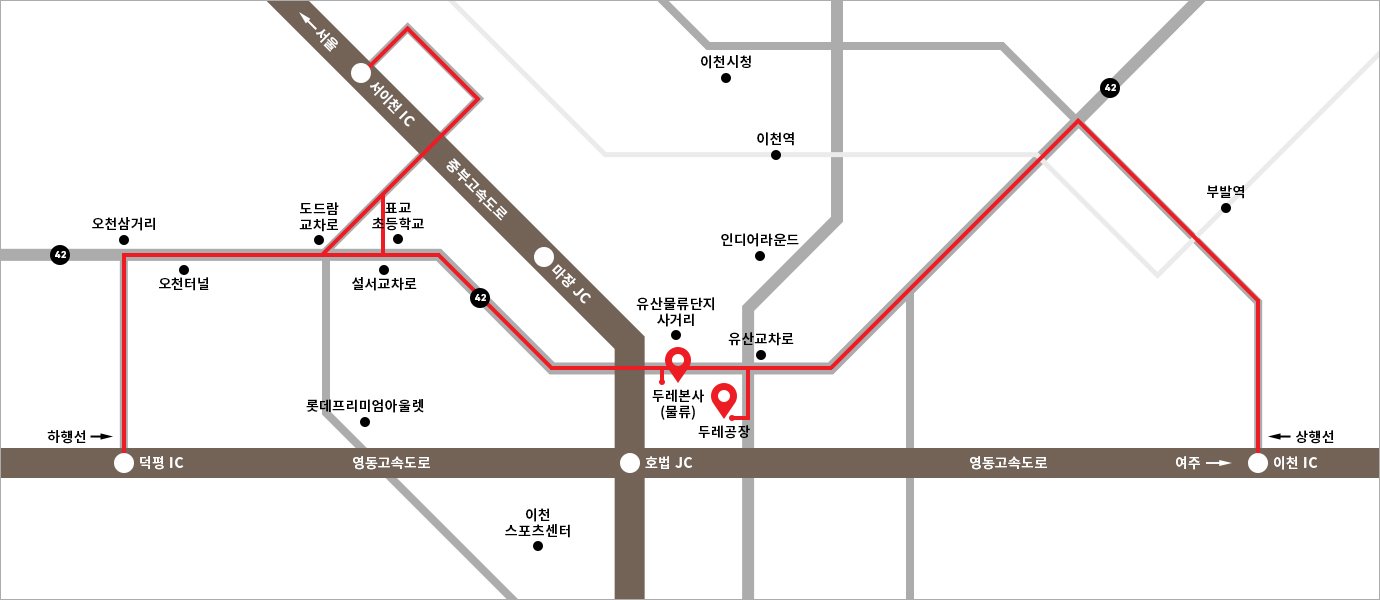 서울
이천시청
서이천 IC
42
이천역
중부고속도로
부발역
도드람
교차로
표교
초등학교
오천삼거리
42
인디어라운드
오천터널
설서교차로
마장 JC
42
유산물류단지
사거리
유산교차로
두레본사
(물류)
두레공장
롯데프리미엄아울렛
하행선
상행선
덕평 IC
영동고속도로
호법 JC
영동고속도로
여주
이천 IC
이천
스포츠센터